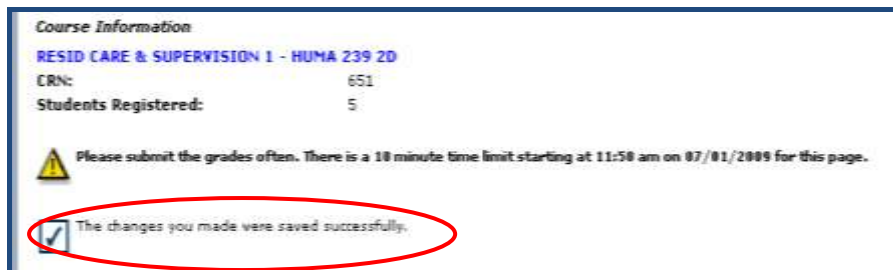 Course Information
RESID CARE & SUPERVISION 1 - HUMA 239 2D
CRN: 651
Students Registered: 5
Please submit the grades often. There is a 10 minute time limit starting at 11:50 am on 07/01/2009 for this page.
The changes you made were saved successfully.